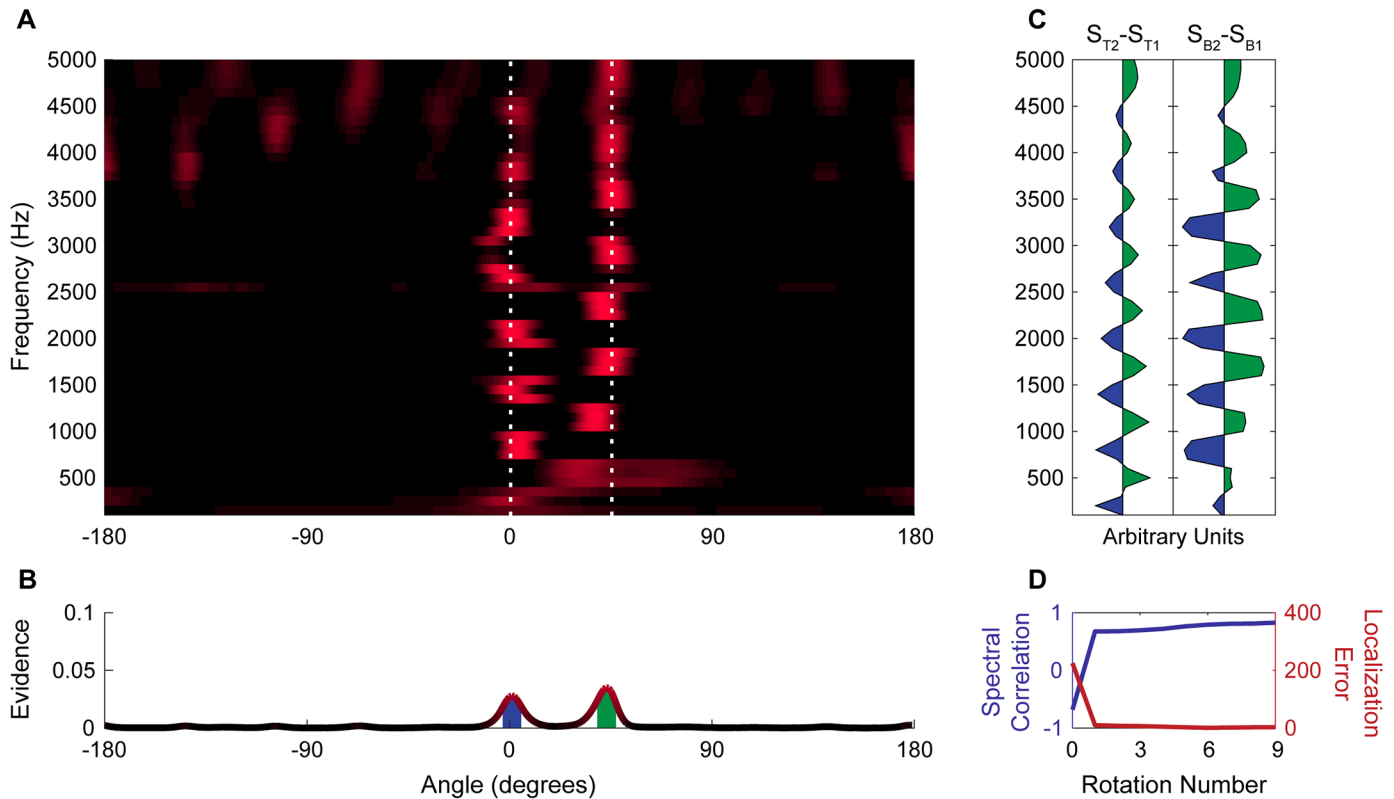 A
Frequency (Hz)
5000
4500
4000
3500
3000
2500
2000
1500
1000
500
-180 -90 0 90 180
B
Evidence
0.1
0.05
0
-180 -90 0 90 180
Angle (degrees)
C
S_T2-S_T1 S_B2-S_B1
5000
4500
4000
3500
3000
2500
2000
1500
1000
500
Arbitrary Units
D
Spectral
Correlation
1
0
-1
400
200
0
Localization
Error
0 3 6 9
Rotation Number